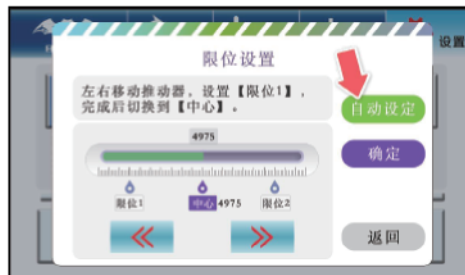 设置
限位设置
左右移动推动器，设置【限位1】，
完成后切换到【中心】。
自动设定
4975
确定
限位1
中心 4975
限位2
返回